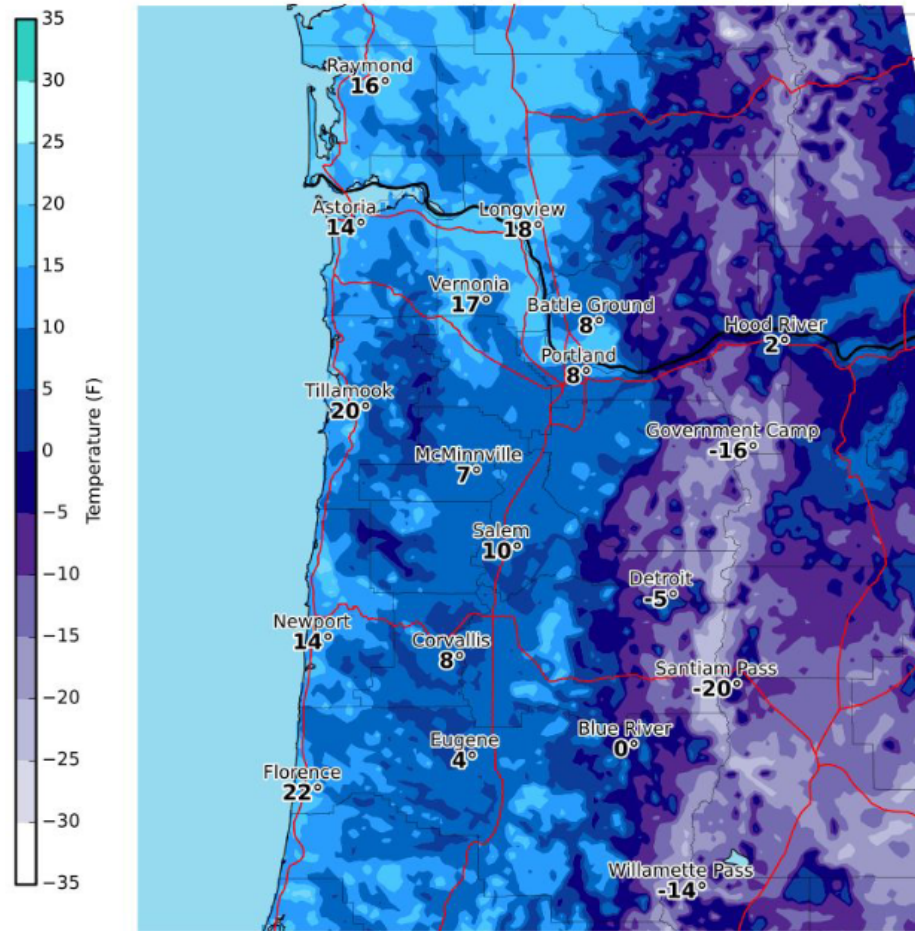 35
30
25
20
15
10
5
0
−5
−10
−15
−20
−25
−30
−35
Temperature (F)
Raymond
16°
Astoria
14°
Longview
18°
Vernonia
17°
Battle Ground
8°
Hood River
2°
Portland
8°
Tillamook
20°
Government Camp
-16°
McMinnville
7°
Salem
10°
Detroit
-5°
Newport
14°
Corvallis
8°
Santiam Pass
-20°
Blue River
0°
Eugene
4°
Florence
22°
Willamette Pass
-14°